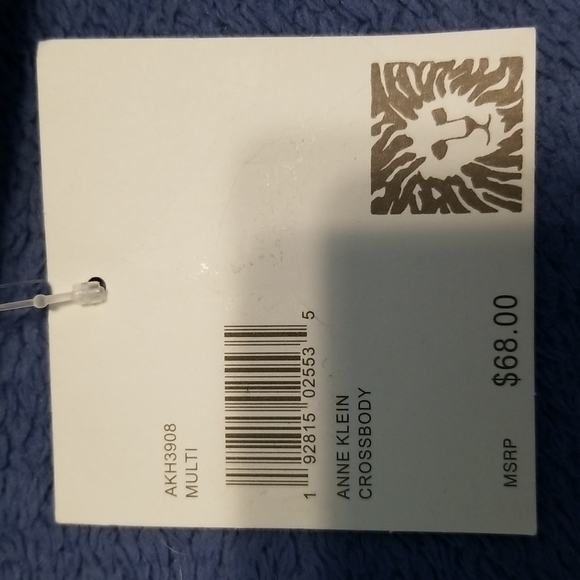 AKH3908
MULTI
1 92815 02553 5
ANNE KLEIN
CROSSBODY
MSRP $68.00